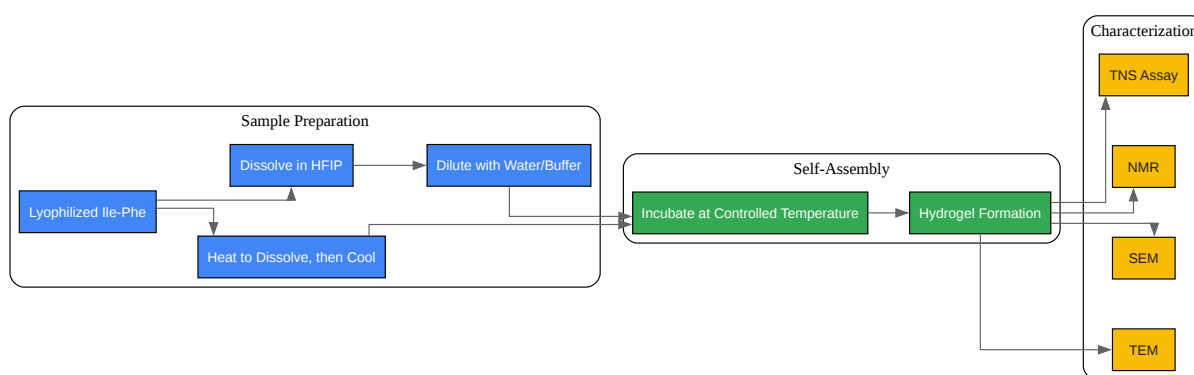 Sample Preparation
Lyophilized Ile-Phe
Dissolve in HFIP
Dilute with Water/Buffer
Heat to Dissolve, then Cool
Self-Assembly
Incubate at Controlled Temperature
Hydrogel Formation
Characterization
TNS Assay
NMR
SEM
TEM